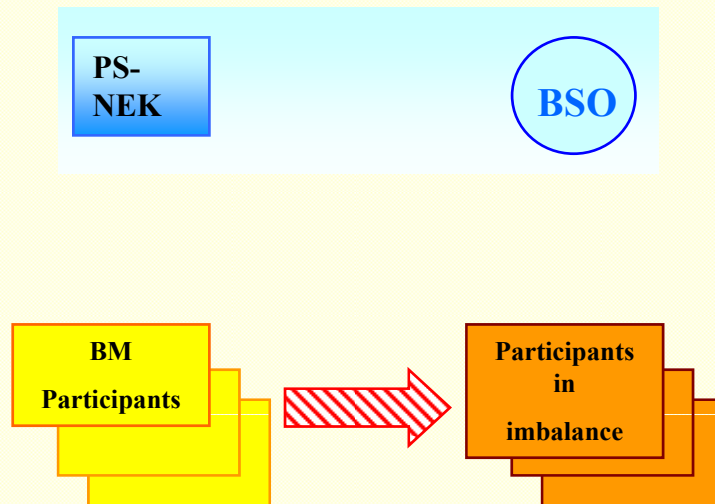 PS-
NEK
BSO
BM
Participants
Participants
in
imbalance